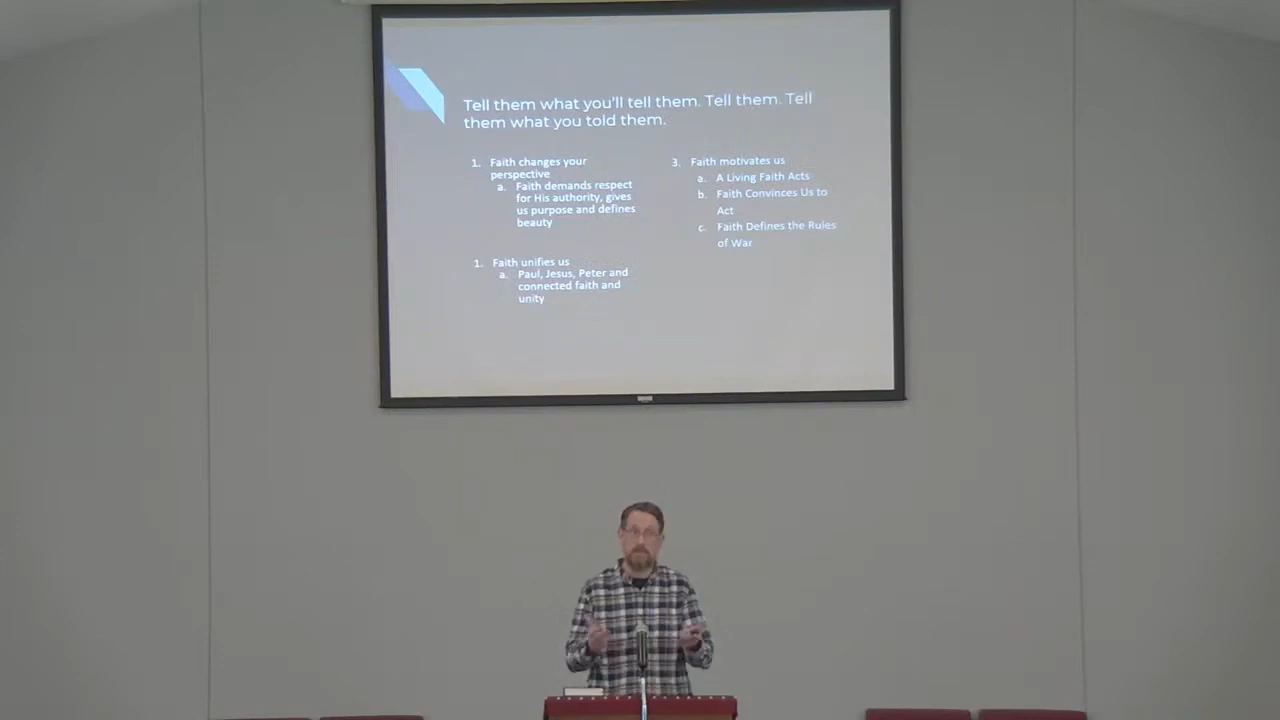 Tell them what you'll tell them. Tell them. Tell
them what you told them.
1. Faith changes your
perspective
a. Faith demands respect
for His authority, gives
us purpose and defines
beauty
1. Faith unifies us
a. Paul, Jesus, Peter and
connected faith and
unity
3. Faith motivates us
a. A Living Faith Acts
b. Faith Convinces Us to
Act
c. Faith Defines the Rules
of War